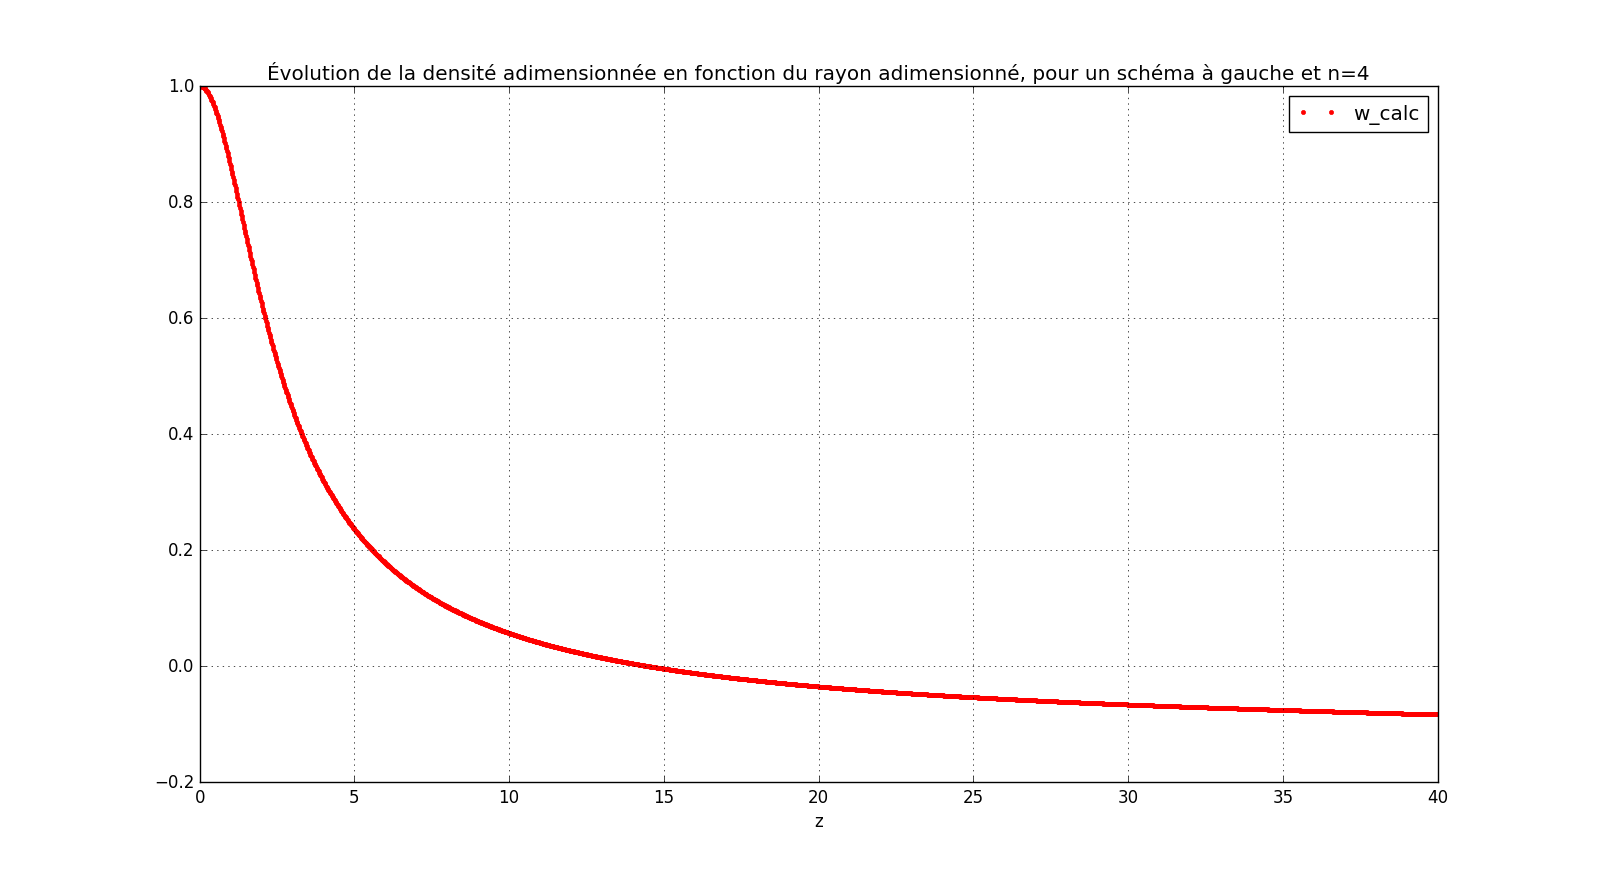 Évolution de la densité adimensionnée en fonction du rayon adimensionné, pour un schéma à gauche et n=4
w_calc
1.0
0.8
0.6
0.4
0.2
0.0
−0.2
0 5 10 15 20 25 30 35 40
z